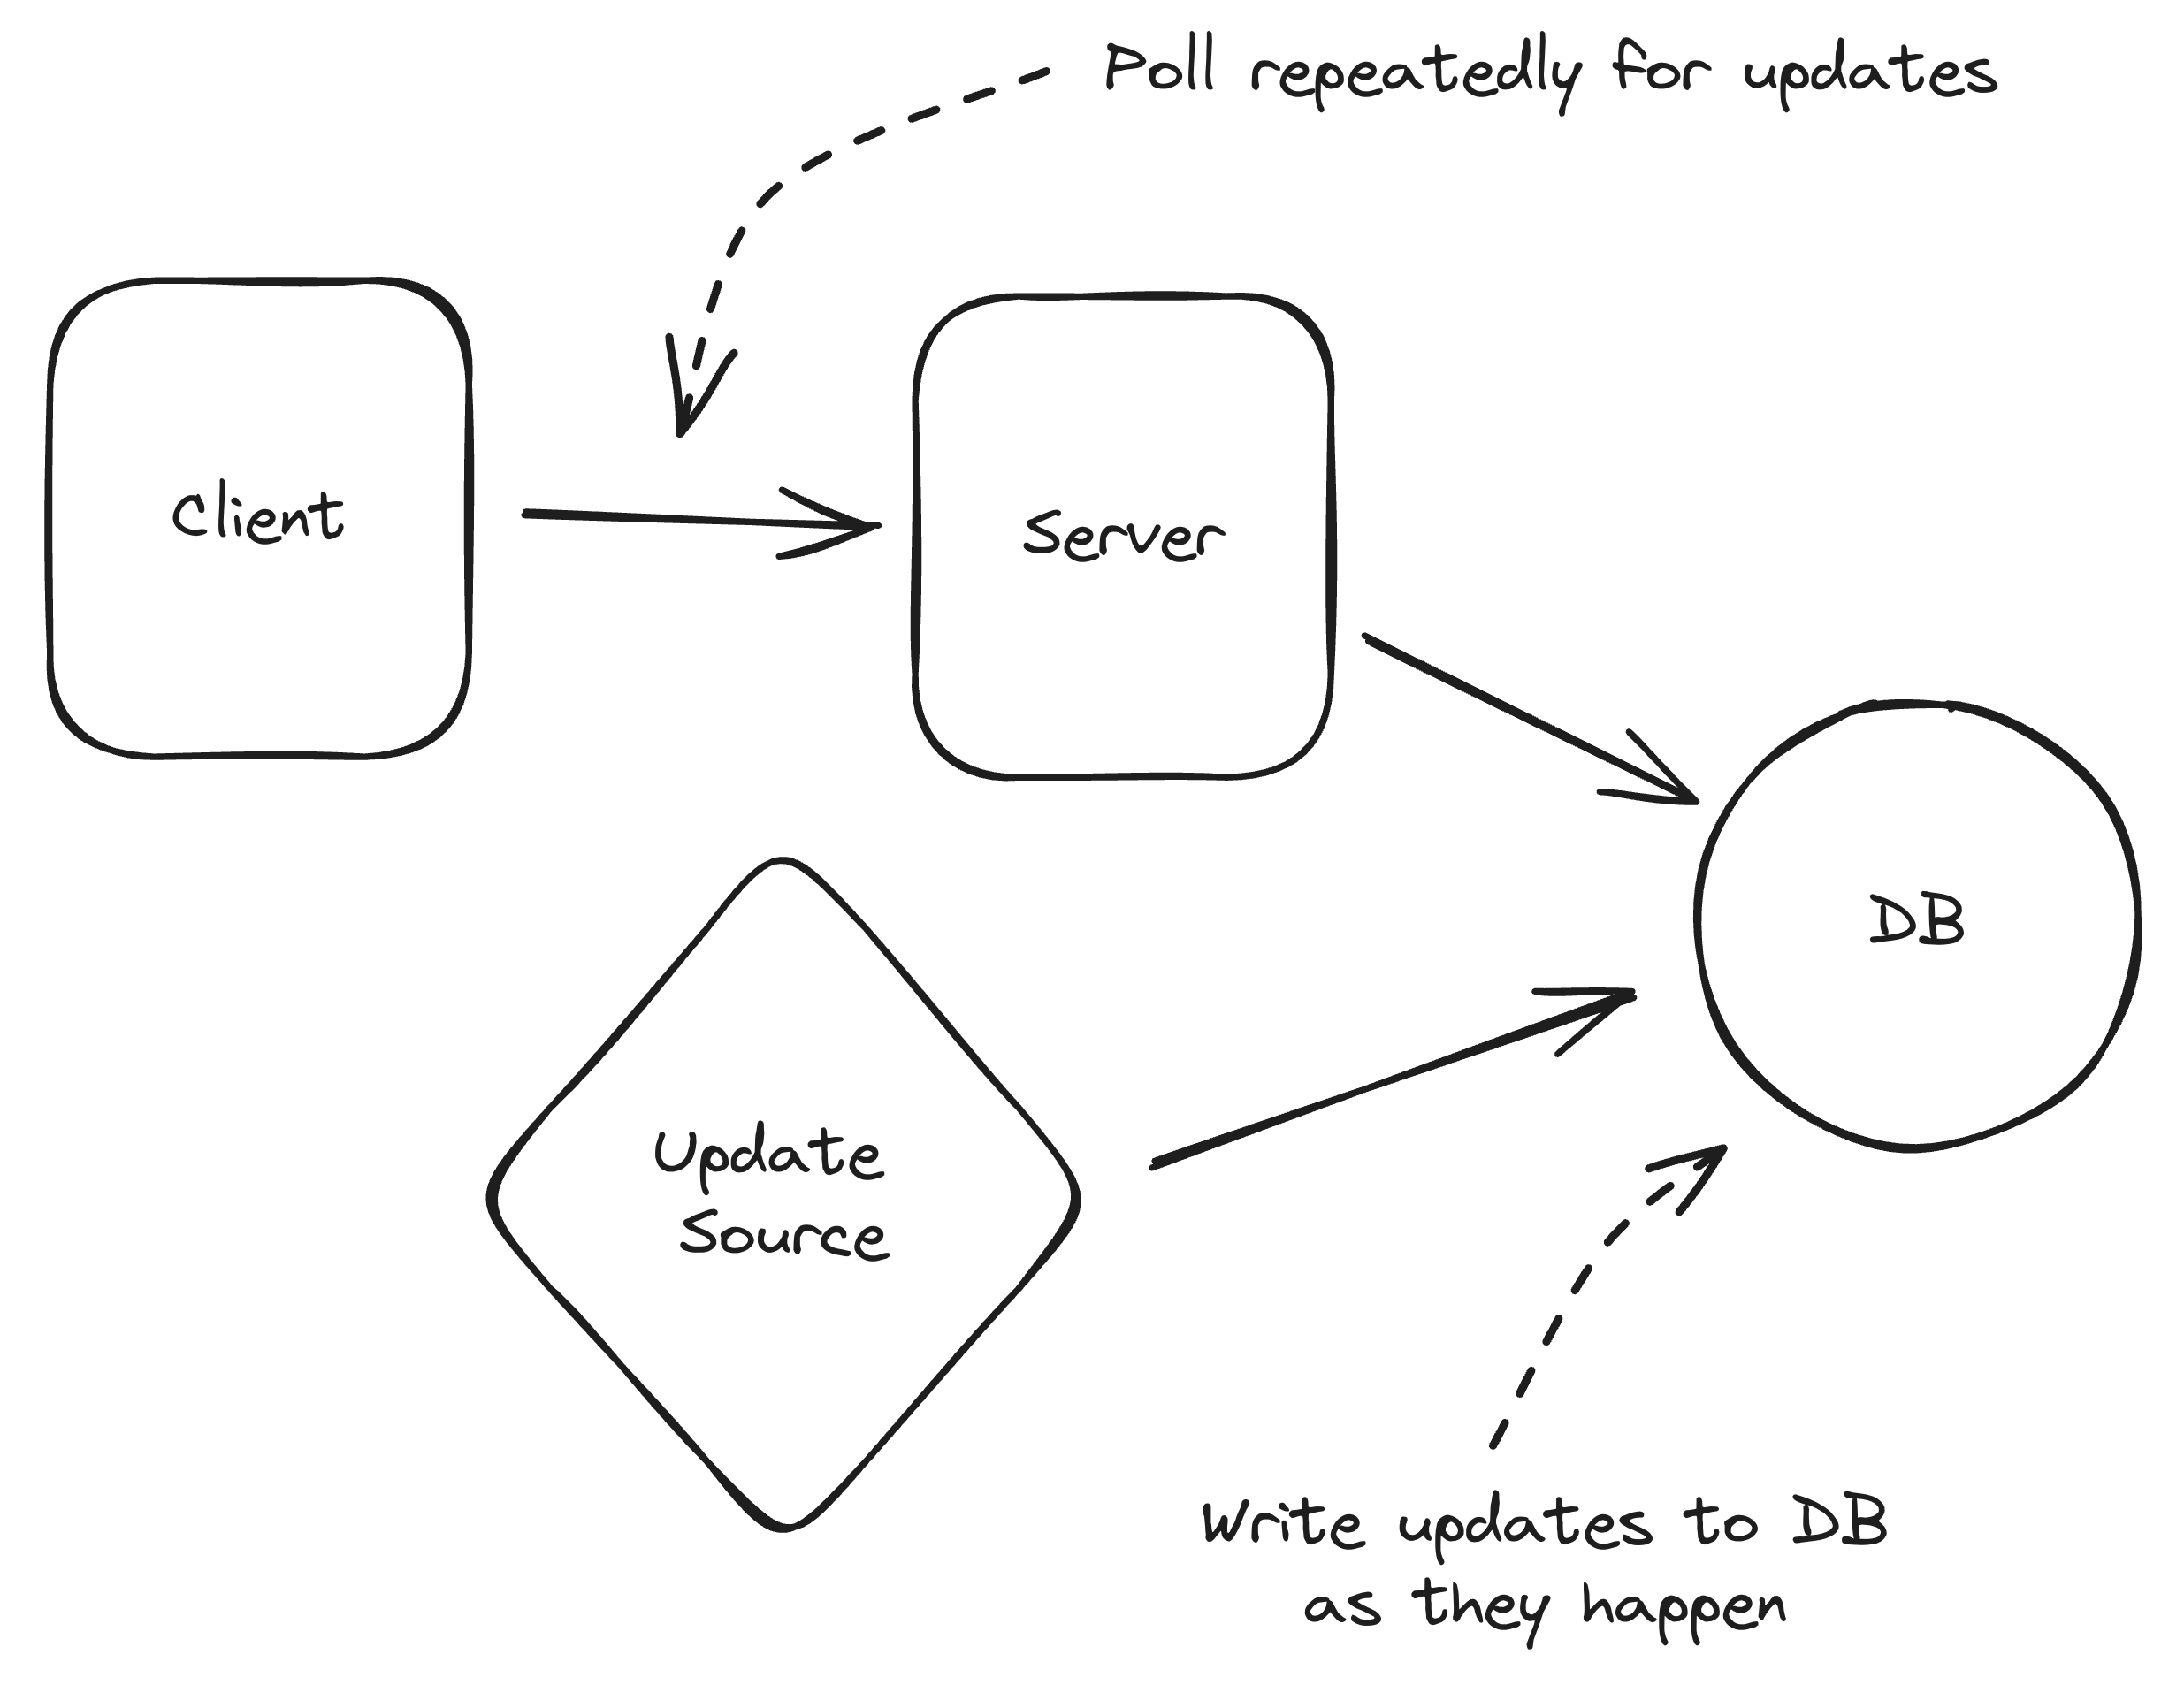 Poll repeatedly for updates
Client
Server
DB
Update
Source
Write updates to DB
as they happen